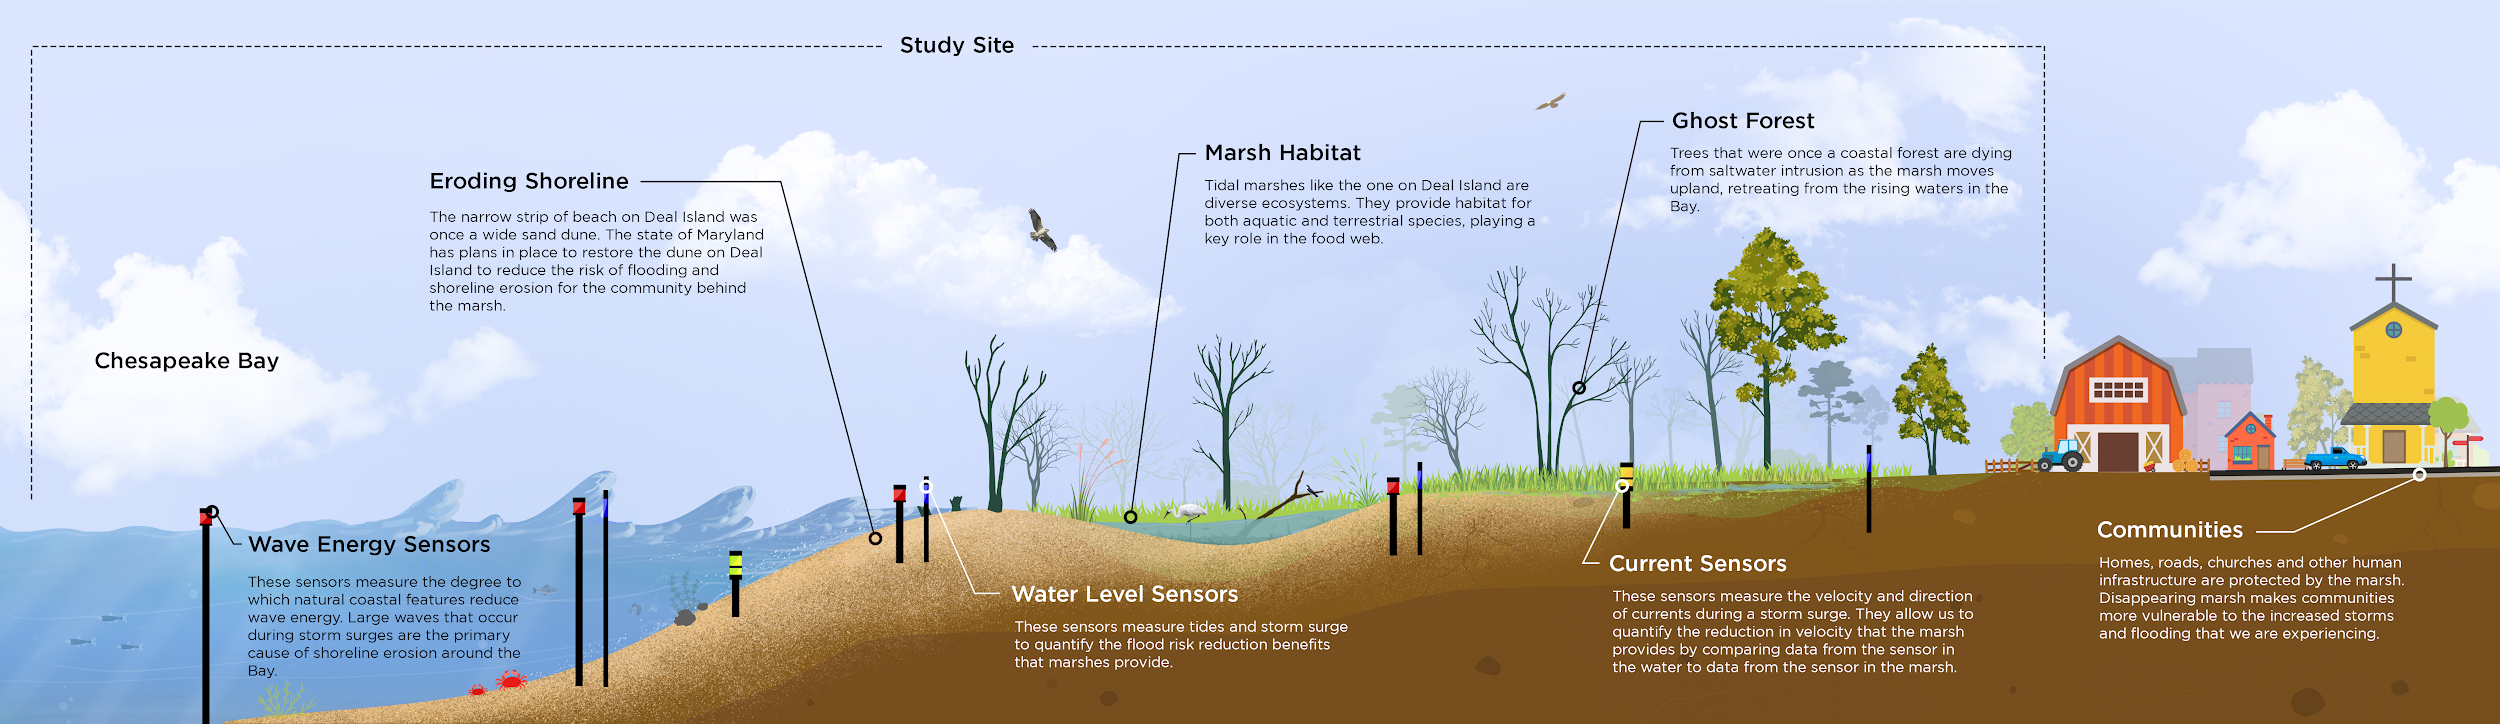 Study Site
Chesapeake Bay
Eroding Shoreline
The narrow strip of beach on Deal Island was
once a wide sand dune. The state of Maryland
has plans in place to restore the dune on Deal
Island to reduce the risk of flooding and
shoreline erosion for the community behind
the marsh.
Marsh Habitat
Tidal marshes like the one on Deal Island are
diverse ecosystems. They provide habitat for
both aquatic and terrestrial species, playing a
key role in the food web.
Ghost Forest
Trees that were once a coastal forest are dying
from saltwater intrusion as the marsh moves
upland, retreating from the rising waters in the
Bay.
Wave Energy Sensors
These sensors measure the degree to
which natural coastal features reduce
wave energy. Large waves that occur
during storm surges are the primary
cause of shoreline erosion around the
Bay.
Water Level Sensors
These sensors measure tides and storm surge
to quantify the flood risk reduction benefits
that marshes provide.
Current Sensors
These sensors measure the velocity and direction
of currents during a storm surge. They allow us to
quantify the reduction in velocity that the marsh
provides by comparing data from the sensor in
the water to data from the sensor in the marsh.
Communities
Homes, roads, churches and other human
infrastructure are protected by the marsh.
Disappearing marsh makes communities
more vulnerable to the increased storms
and flooding that we are experiencing.